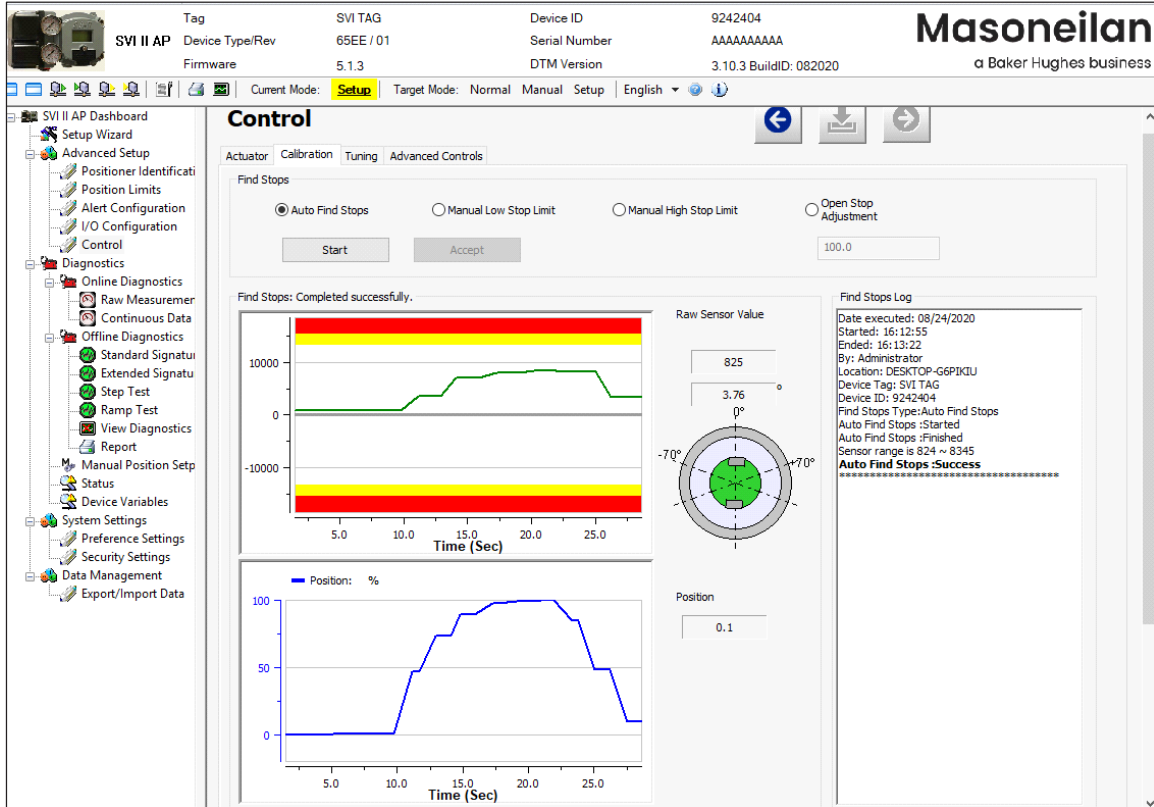 Tag SVI TAG Device ID 9242404
SVI II AP Device Type/Rev 65EE / 01 Serial Number AAAAAAAAAA
Firmware 5.1.3 DTM Version 3.10.3 BuildID: 082020
Masoneilan
a Baker Hughes business
Current Mode: Setup Target Mode: Normal Manual Setup English
SVI II AP Dashboard
Setup Wizard
Advanced Setup
Positioner Identificati
Position Limits
Alert Configuration
I/O Configuration
Control
Diagnostics
Online Diagnostics
Raw Measuremer
Continuous Data
Offline Diagnostics
Standard Signatur
Extended Signatu
Step Test
Ramp Test
View Diagnostics
Report
Manual Position Setp
Status
Device Variables
System Settings
Preference Settings
Security Settings
Data Management
Export/Import Data
Control
Actuator Calibration Tuning Advanced Controls
Find Stops
Auto Find Stops Manual Low Stop Limit Manual High Stop Limit Open Stop
Adjustment
Start Accept 100.0
Find Stops: Completed successfully.
10000
0
-10000
5.0 10.0 15.0 20.0 25.0
Time (Sec)
Raw Sensor Value
825
3.76 °
0°
-70° +70°
Position: %
100
50
0
5.0 10.0 15.0 20.0 25.0
Time (Sec)
Position
0.1
Find Stops Log
Date executed: 08/24/2020
Started: 16:12:55
Ended: 16:13:22
By: Administrator
Location: DESKTOP-G6PIKIU
Device Tag: SVI TAG
Device ID: 9242404
Find Stops Type:Auto Find Stops
Auto Find Stops :Started
Auto Find Stops :Finished
Sensor range is 824 ~ 8345
Auto Find Stops :Success
************************************